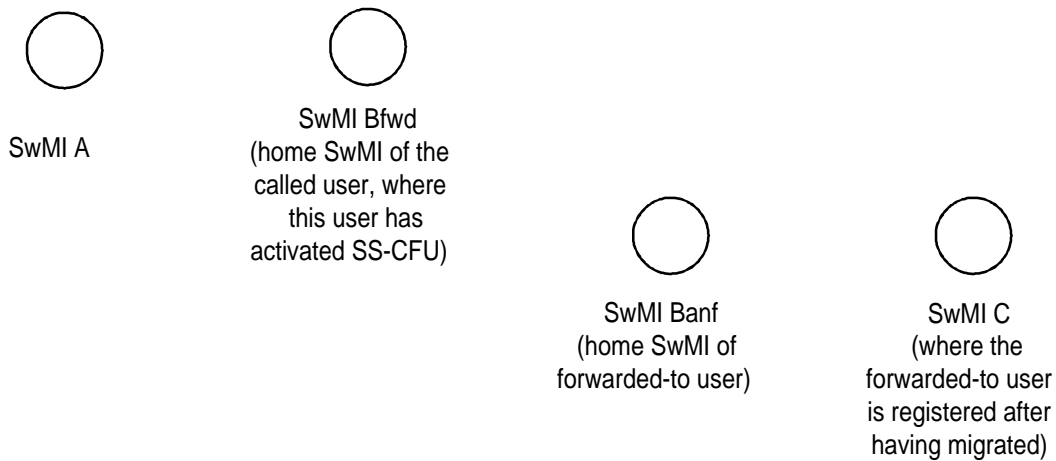 SwMI A
SwMI Bfwd
(home SwMI of the
called user, where
this user has
activated SS-CFU)
SwMI Banf
(home SwMI of
forwarded-to user)
SwMI C
(where the
forwarded-to user
is registered after
having migrated)